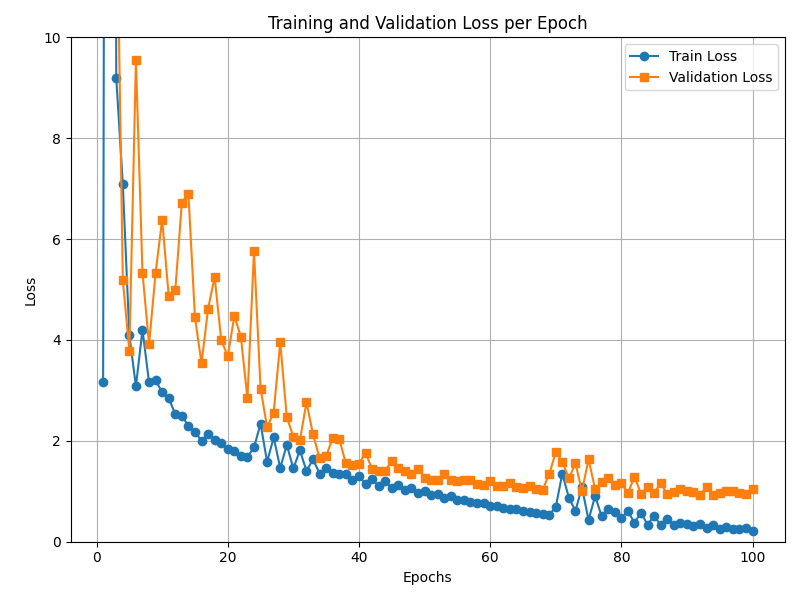 Training and Validation Loss per Epoch
Train Loss
Validation Loss
Loss
10
8
6
4
2
0
0 20 40 60 80 100
Epochs